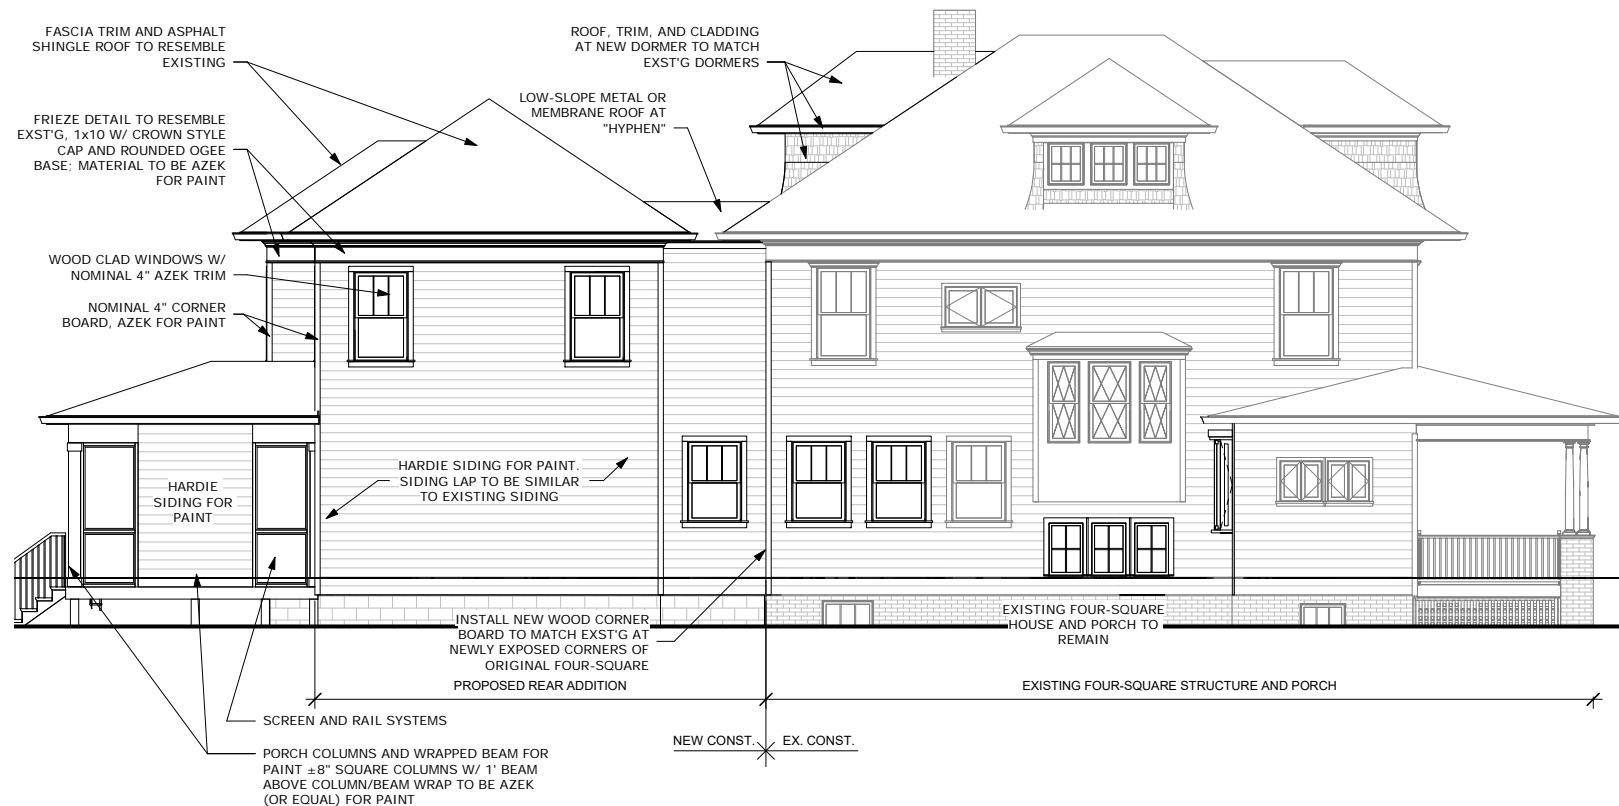 FASCIA TRIM AND ASPHALT
SHINGLE ROOF TO RESEMBLE
EXISTING
ROOF, TRIM, AND CLADDING
AT NEW DORMER TO MATCH
EXST'G DORMERS
LOW-SLOPE METAL OR
MEMBRANE ROOF AT
"HYPHEN"
FRIEZE DETAIL TO RESEMBLE
EXST'G, 1x10 W/ CROWN STYLE
CAP AND ROUNDED OGEE
BASE; MATERIAL TO BE AZEK
FOR PAINT
WOOD CLAD WINDOWS W/
NOMINAL 4" AZEK TRIM
NOMINAL 4" CORNER
BOARD, AZEK FOR PAINT
HARDIE
SIDING FOR
PAINT
HARDIE SIDING FOR PAINT.
SIDING LAP TO BE SIMILAR
TO EXISTING SIDING
INSTALL NEW WOOD CORNER
BOARD TO MATCH EXST'G AT
NEWLY EXPOSED CORNERS OF
ORIGINAL FOUR-SQUARE
EXISTING FOUR-SQUARE
HOUSE AND PORCH TO
REMAIN
PROPOSED REAR ADDITION
EXISTING FOUR-SQUARE STRUCTURE AND PORCH
SCREEN AND RAIL SYSTEMS
NEW CONST.
EX. CONST.
PORCH COLUMNS AND WRAPPED BEAM FOR
PAINT ±8" SQUARE COLUMNS W/ 1' BEAM
ABOVE COLUMN/BEAM WRAP TO BE AZEK
(OR EQUAL) FOR PAINT